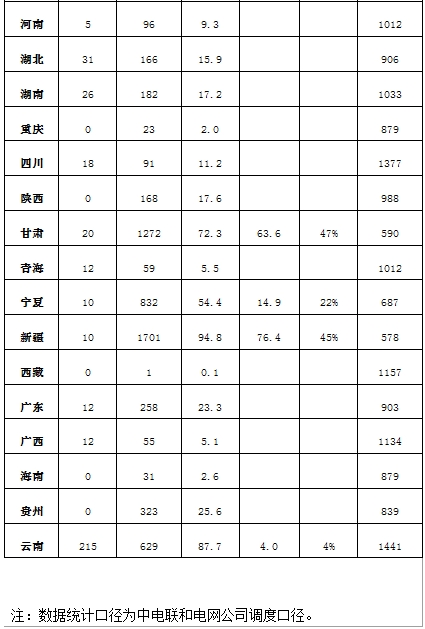 河南 5 96 9.3 1012
湖北 31 166 15.9 906
湖南 26 182 17.2 1033
重庆 0 23 2.0 879
四川 18 91 11.2 1377
陕西 0 168 17.6 988
甘肃 20 1272 72.3 63.6 47% 590
青海 12 59 5.5 1012
宁夏 10 832 54.4 14.9 22% 687
新疆 10 1701 94.8 76.4 45% 578
西藏 0 1 0.1 1157
广东 12 258 23.3 903
广西 12 55 5.1 1134
海南 0 31 2.6 879
贵州 0 323 25.6 839
云南 215 629 87.7 4.0 4% 1441
注：数据统计口径为中电联和电网公司调度口径。